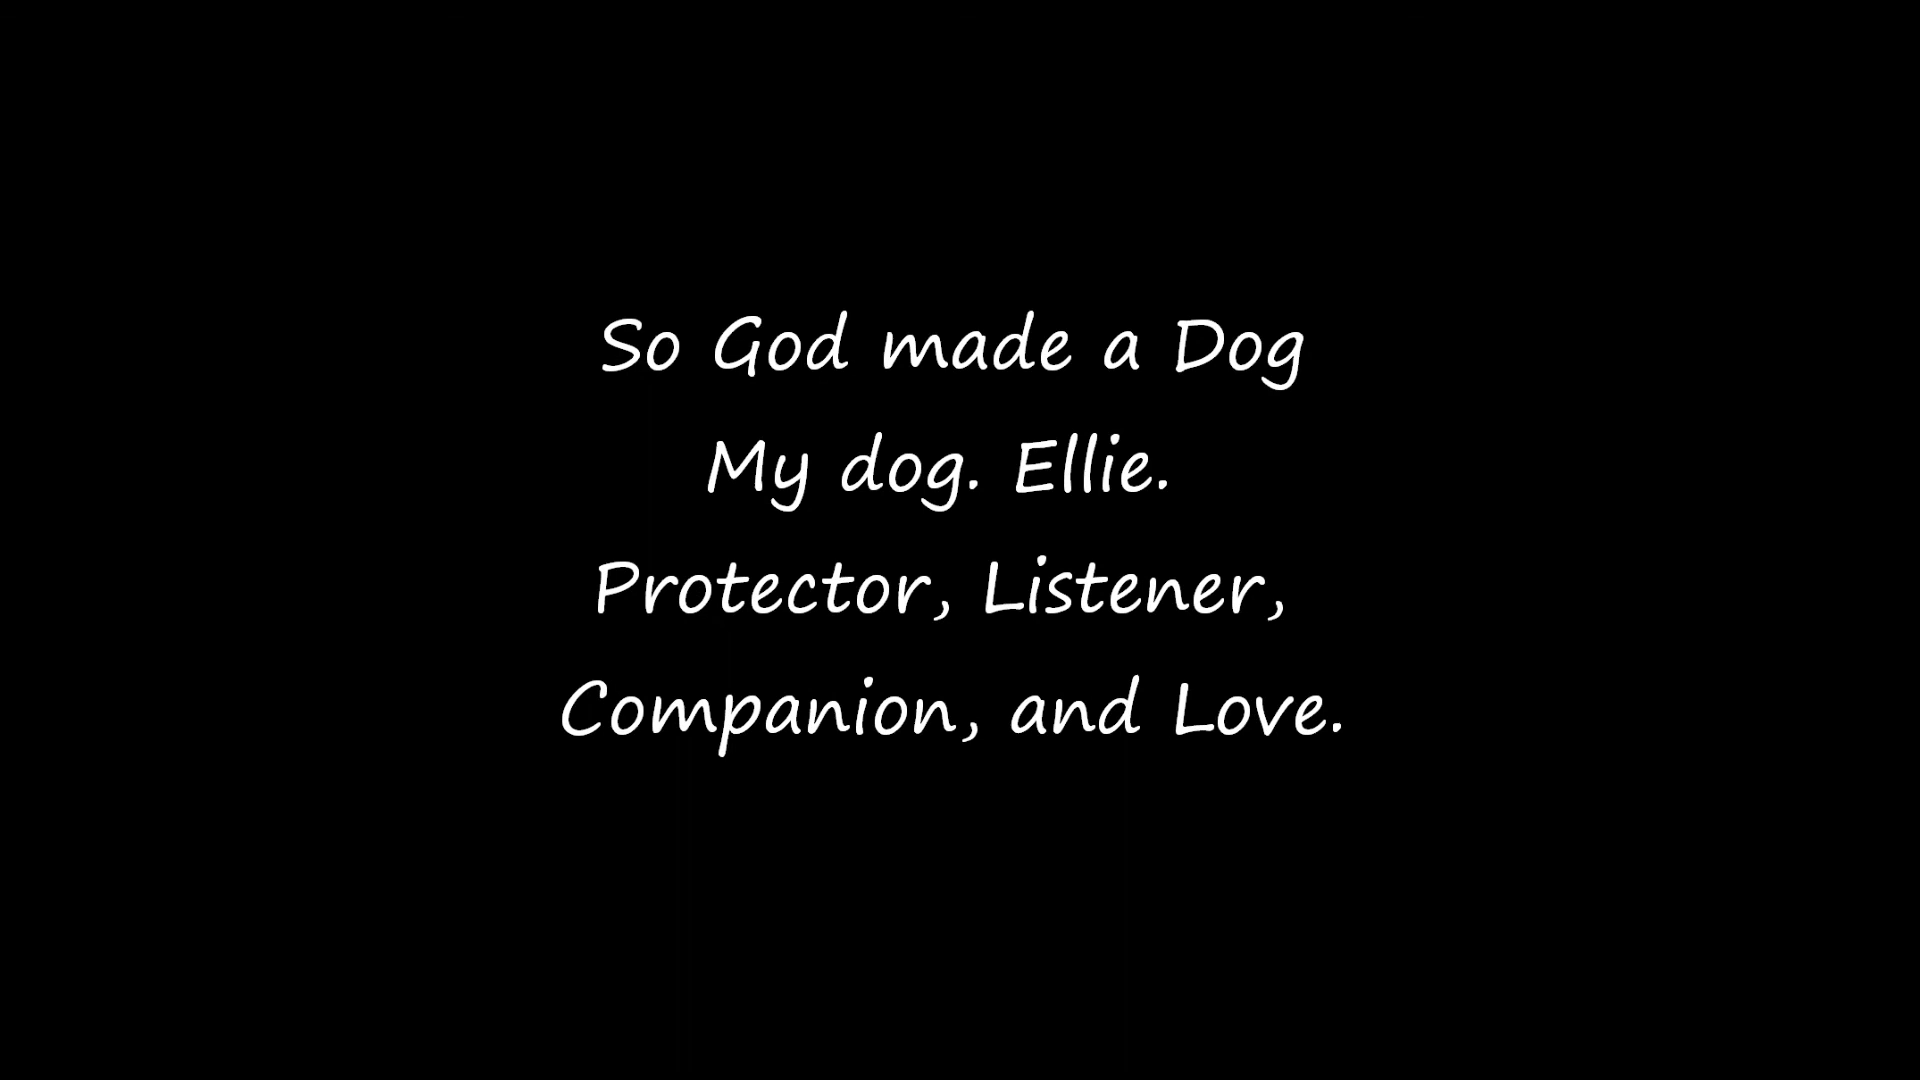 So God made a Dog
My dog. Ellie.
Protector, Listener,
Companion, and Love.